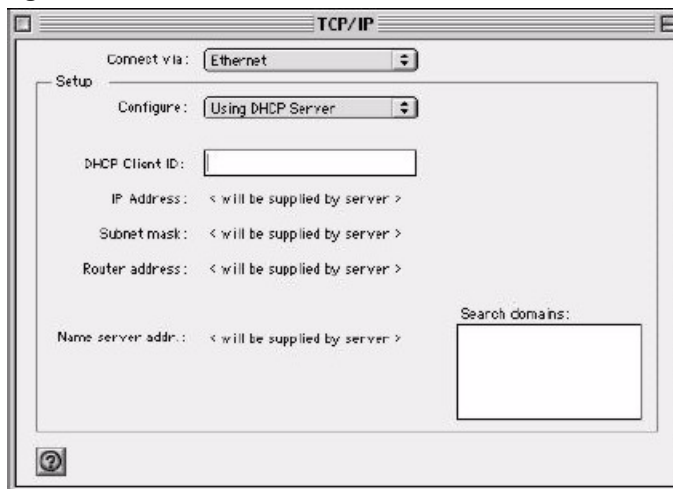 TCP/IP
Connect via: Ethernet
Setup
Configure: Using DHCP Server
DHCP Client ID:
IP Address: < will be supplied by server >
Subnet mask: < will be supplied by server >
Router address: < will be supplied by server >
Search domains:
Name server addr.: < will be supplied by server >
?